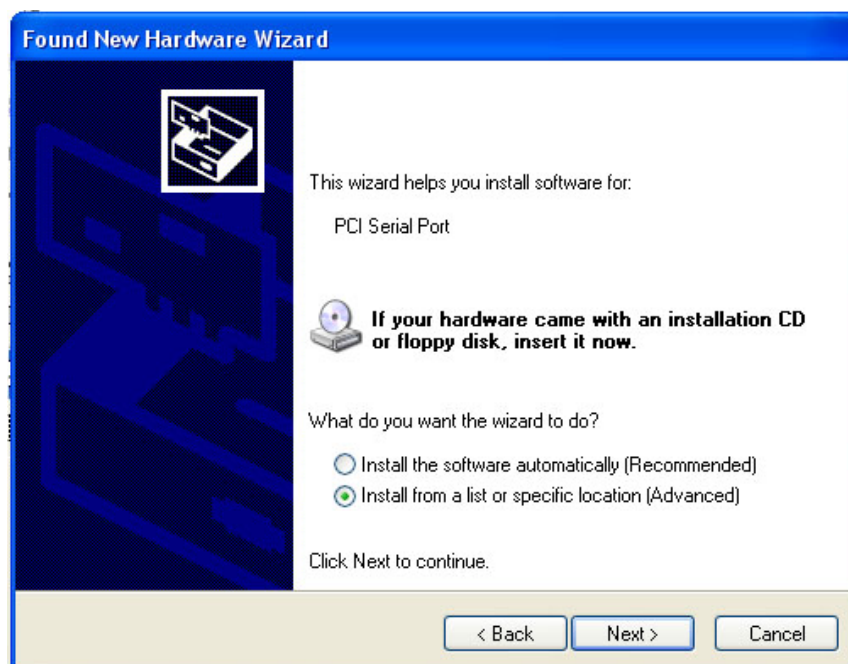 Found New Hardware Wizard
This wizard helps you install software for:
PCI Serial Port
If your hardware came with an installation CD
or floppy disk, insert it now.
What do you want the wizard to do?
Install the software automatically (Recommended)
Install from a list or specific location (Advanced)
Click Next to continue.
< Back
Next >
Cancel